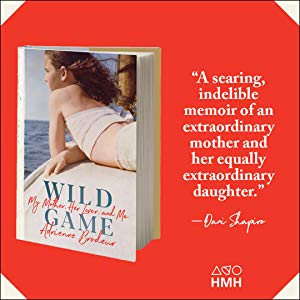 WILD
My Mother, Her Lover, and Me
GAME
Adrienne Brodeur
“A searing,
indelible
memoir of an
extraordinary
mother and
her equally
extraordinary
daughter.”
—Dani Shapiro
HMH